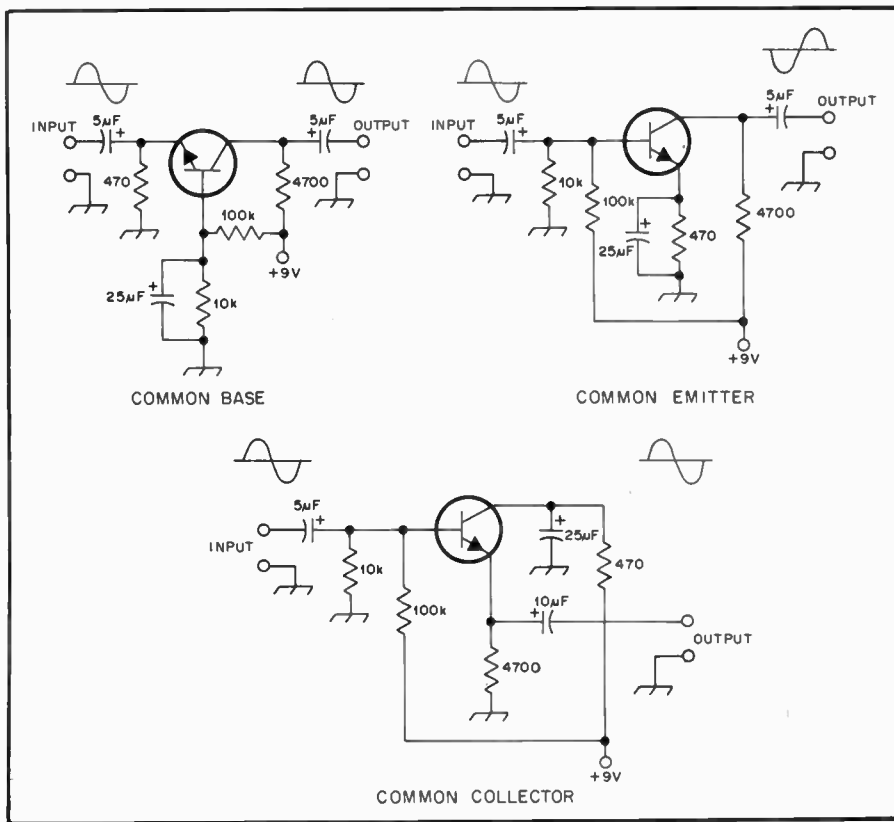 5µF
INPUT
+
470
5µF
+
OUTPUT
4700
100k
+9V
25µF
+
10k
COMMON BASE
5µF
INPUT
+
10k
100k
+
25µF
470
5µF
+
OUTPUT
4700
+9V
COMMON EMITTER
5µF
+
INPUT
10k
100k
+
25µF
470
10µF
+
OUTPUT
4700
+9V
COMMON COLLECTOR